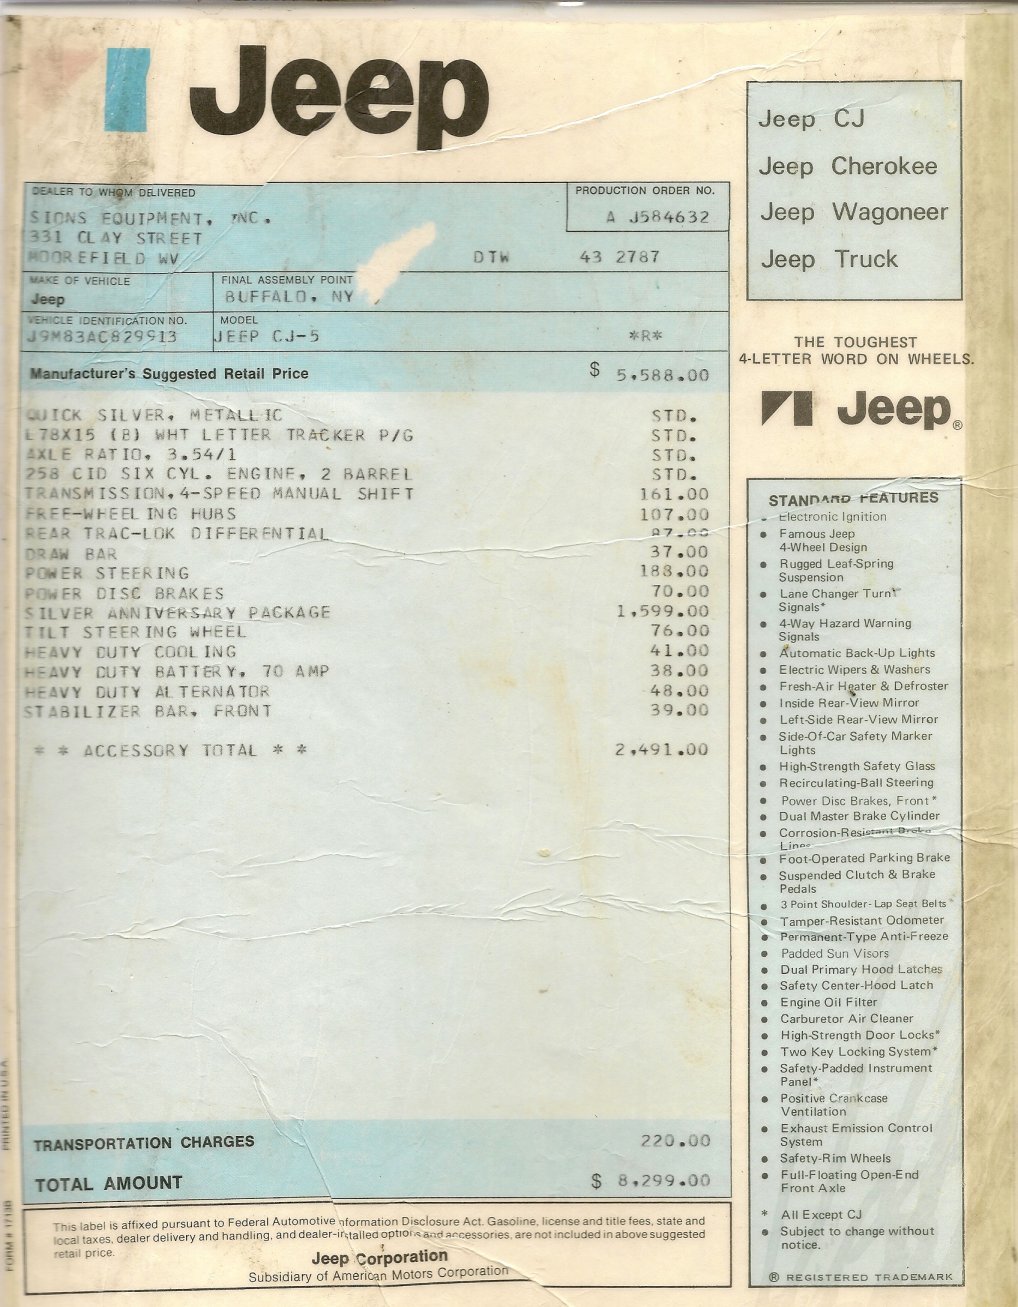 Jeep
Jeep CJ
Jeep Cherokee
Jeep Wagoneer
Jeep Truck
THE TOUGHEST
4-LETTER WORD ON WHEELS.
Jeep®
DEALER TO WHOM DELIVERED
PRODUCTION ORDER NO.
SIONS EQUIPMENT, INC.
A J584632
331 CLAY STREET
MOOREFIELD WV DTW 43 2787
MAKE OF VEHICLE
Jeep
FINAL ASSEMBLY POINT
BUFFALO, NY
VEHICLE IDENTIFICATION NO.
J9M83AC829913
MODEL
JEEP CJ-5 *R*
Manufacturer's Suggested Retail Price $ 5,588.00
QUICK SILVER, METALLIC STD.
L78X15 (B) WHT LETTER TRACKER P/G STD.
AXLE RATIO, 3.54/1 STD.
258 CID SIX CYL. ENGINE, 2 BARREL STD.
TRANSMISSION,4-SPEED MANUAL SHIFT 161.00
FREE-WHEELING HUBS 107.00
REAR TRAC-LOK DIFFERENTIAL 87.00
DRAW BAR 37.00
POWER STEERING 188.00
POWER DISC BRAKES 70.00
SILVER ANNIVERSARY PACKAGE 1,599.00
TILT STEERING WHEEL 76.00
HEAVY DUTY COOLING 41.00
HEAVY DUTY BATTERY, 70 AMP 38.00
HEAVY DUTY ALTERNATOR 48.00
STABILIZER BAR, FRONT 39.00
* * ACCESSORY TOTAL * * 2,491.00
TRANSPORTATION CHARGES 220.00
TOTAL AMOUNT $ 8,299.00
This label is affixed pursuant to Federal Automotive Information Disclosure Act. Gasoline, license and title fees, state and
local taxes, dealer delivery and handling, and dealer-installed options and accessories, are not included in above suggested
retail price.
Jeep Corporation
Subsidiary of American Motors Corporation
STANDARD FEATURES
• Electronic Ignition
• Famous Jeep
4-Wheel Design
• Rugged Leaf-Spring
Suspension
• Lane Changer Turn
Signals*
• 4-Way Hazard Warning
Signals
• Automatic Back-Up Lights
• Electric Wipers & Washers
• Fresh-Air Heater & Defroster
• Inside Rear-View Mirror
• Left-Side Rear-View Mirror
• Side-Of-Car Safety Marker
Lights
• High-Strength Safety Glass
• Recirculating-Ball Steering
• Power Disc Brakes, Front*
• Dual Master Brake Cylinder
• Corrosion-Resistant Brake
Lines
• Foot-Operated Parking Brake
• Suspended Clutch & Brake
Pedals
• 3 Point Shoulder-Lap Seat Belts*
• Tamper-Resistant Odometer
• Permanent-Type Anti-Freeze
• Padded Sun Visors
• Dual Primary Hood Latches
• Safety Center-Hood Latch
• Engine Oil Filter
• Carburetor Air Cleaner
• High-Strength Door Locks*
• Two Key Locking System*
• Safety-Padded Instrument
Panel*
• Positive Crankcase
Ventilation
• Exhaust Emission Control
System
• Safety-Rim Wheels
• Full-Floating Open-End
Front Axle
* All Except CJ
• Subject to change without
notice.
® REGISTERED TRADEMARK
PRINTED IN U.S.A.
FORM # 1713B